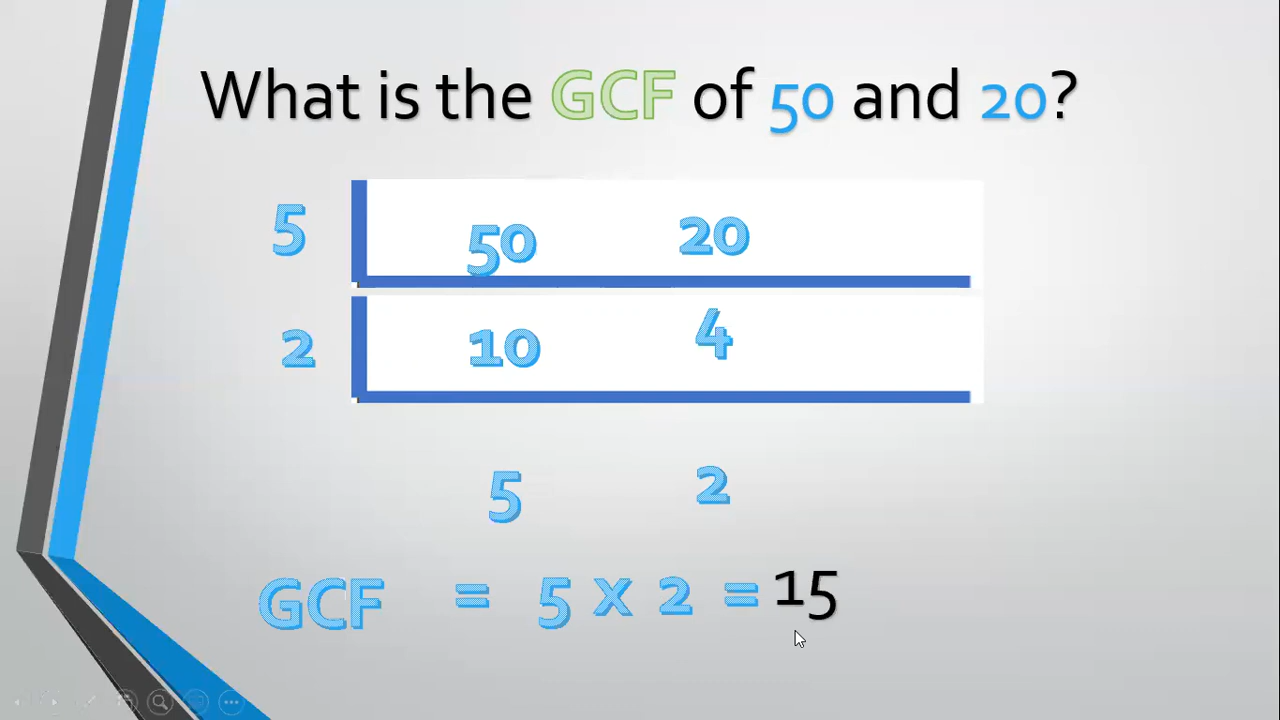 What is the GCF of 50 and 20?
5 50 20
2 10 4
5 2
GCF = 5 x 2 = 15